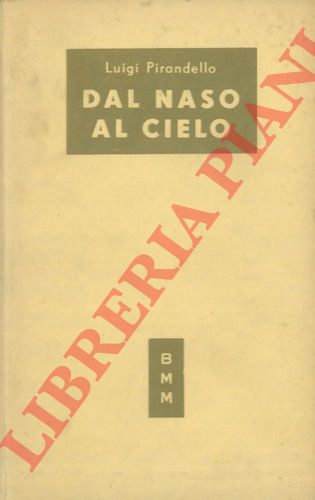 Luigi Pirandello
DAL NASO
AL CIELO
LIBRERIA PIANI
B
M
M